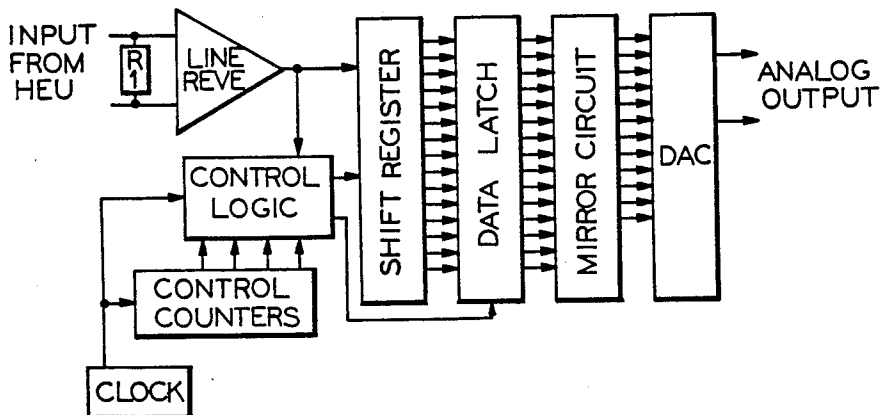 INPUT
FROM
HEU
R
LINE
REVE
SHIFT REGISTER
DATA LATCH
MIRROR CIRCUIT
DAC
ANALOG
OUTPUT
CONTROL
LOGIC
CONTROL
COUNTERS
CLOCK